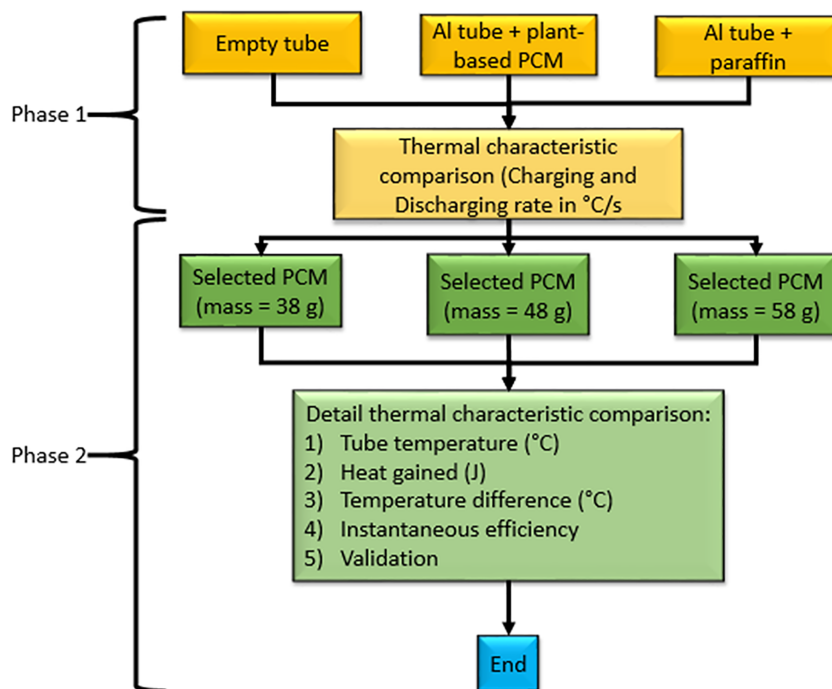 Empty tube
Al tube + plant-
based PCM
Al tube +
paraffin
Phase 1
Thermal characteristic
comparison (Charging and
Discharging rate in °C/s
Selected PCM
(mass = 38 g)
Selected PCM
(mass = 48 g)
Selected PCM
(mass = 58 g)
Phase 2
Detail thermal characteristic comparison:
1) Tube temperature (°C)
2) Heat gained (J)
3) Temperature difference (°C)
4) Instantaneous efficiency
5) Validation
End